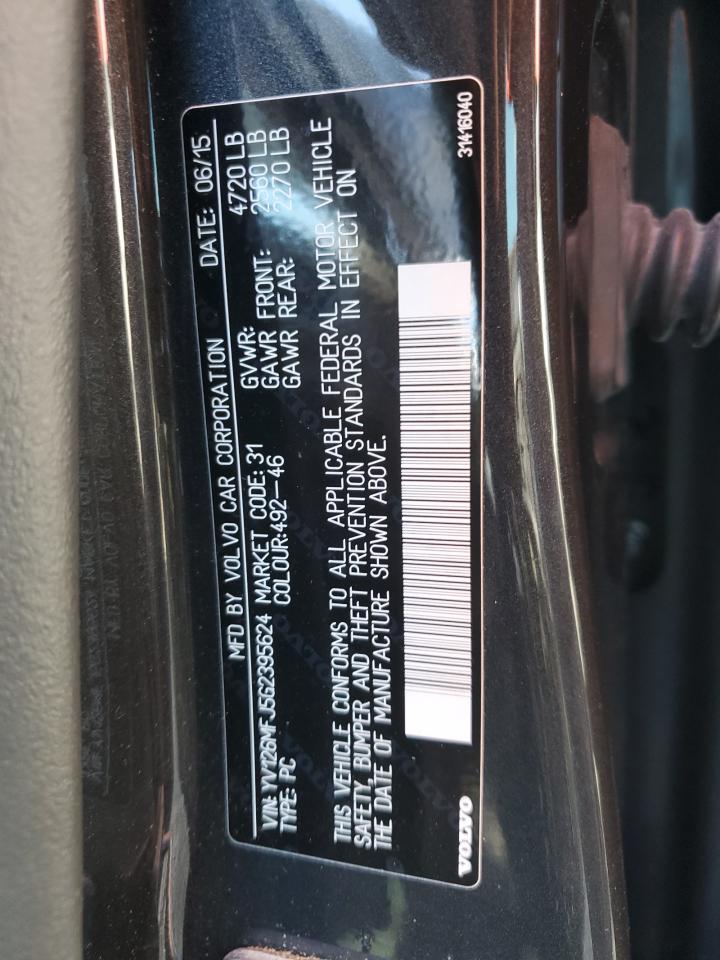 MFD BY VOLVO CAR CORPORATION DATE: 06/15
VIN: YV126MFJ5G2395624 MARKET CODE: 31 GVWR: 4720 LB
TYPE: PC COLOUR:492—46 GAWR FRONT: 2560 LB
GAWR REAR: 2270 LB
THIS VEHICLE CONFORMS TO ALL APPLICABLE FEDERAL MOTOR VEHICLE
SAFETY, BUMPER AND THEFT PREVENTION STANDARDS IN EFFECT ON
THE DATE OF MANUFACTURE SHOWN ABOVE.
VOLVO 31416040